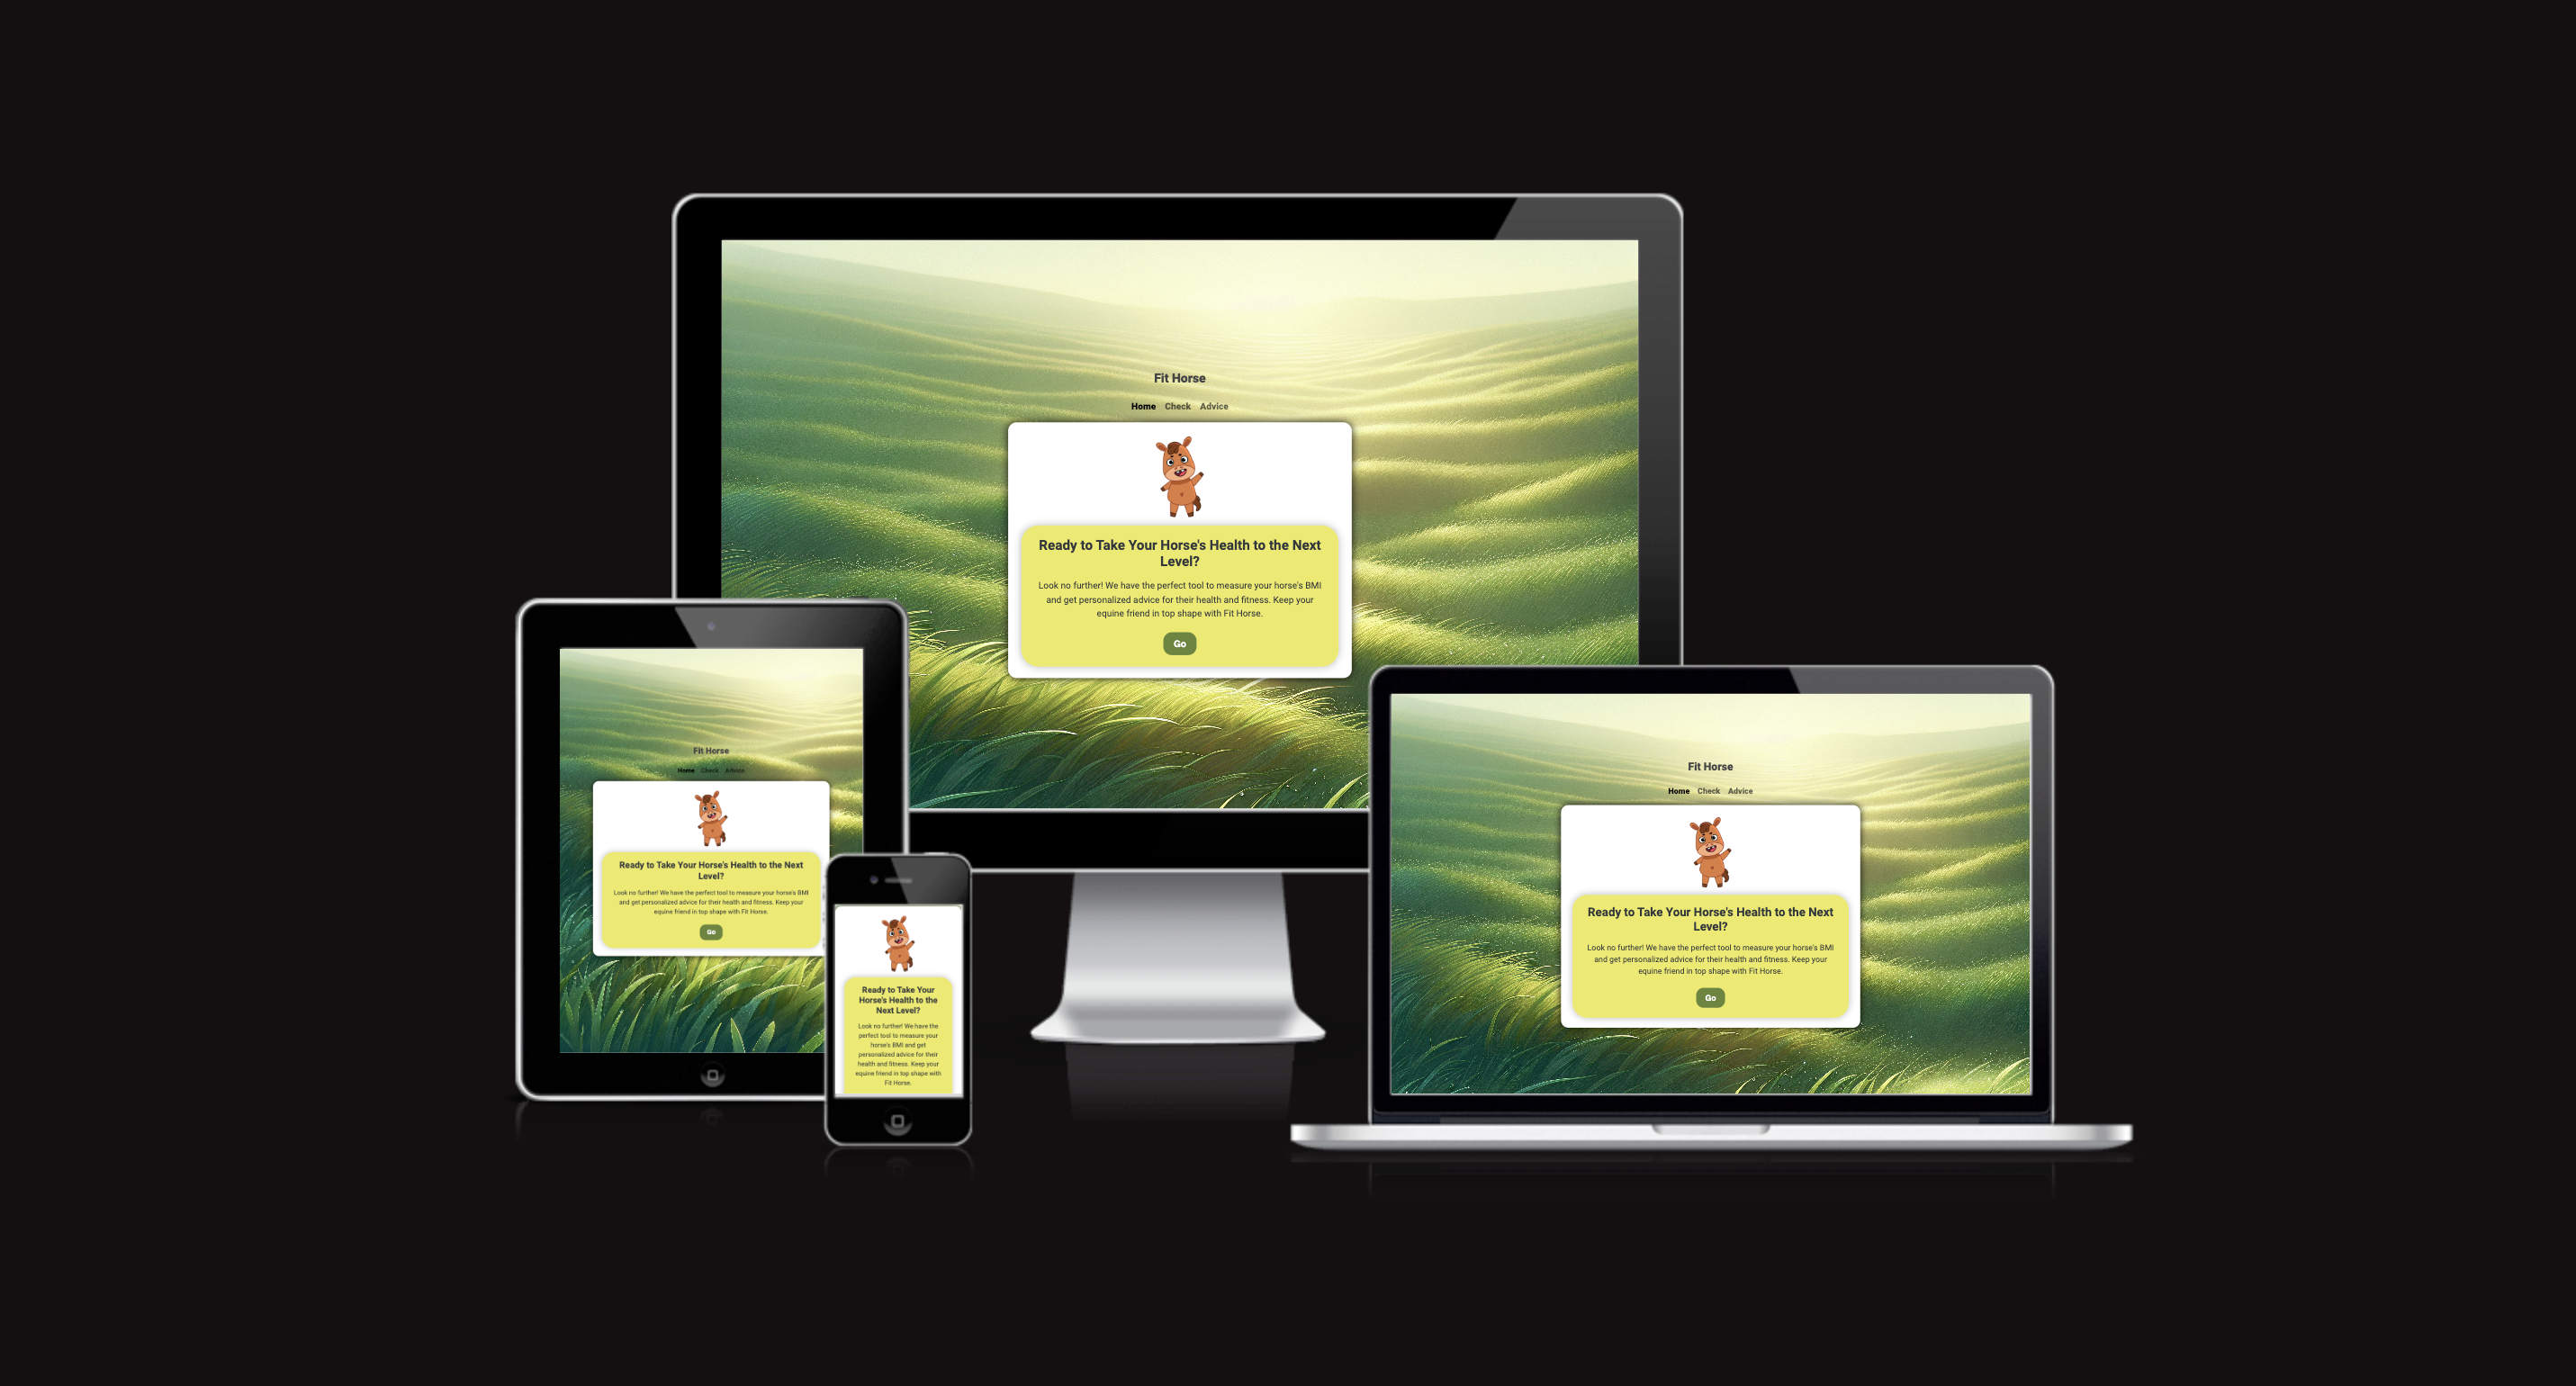 Fit Horse
Home Check Advice
Ready to Take Your Horse's Health to the Next
Level?
Look no further! We have the perfect tool to measure your horse's BMI
and get personalized advice for their health and fitness. Keep your
equine friend in top shape with Fit Horse.
Go
Fit Horse
Home Check Advice
Ready to Take Your Horse's Health to the Next
Level?
Look no further! We have the perfect tool to measure your horse's BMI
and get personalized advice for their health and fitness. Keep your
equine friend in top shape with Fit Horse.
Go
Ready to Take Your
Horse's Health to the
Next Level?
Look no further! We have the
perfect tool to measure your
horse's BMI and get
personalized advice for their
health and fitness. Keep your
equine friend in top shape with
Fit Horse.
Fit Horse
Home Check Advice
Ready to Take Your Horse's Health to the Next
Level?
Look no further! We have the perfect tool to measure your horse's BMI
and get personalized advice for their health and fitness. Keep your
equine friend in top shape with Fit Horse.
Go